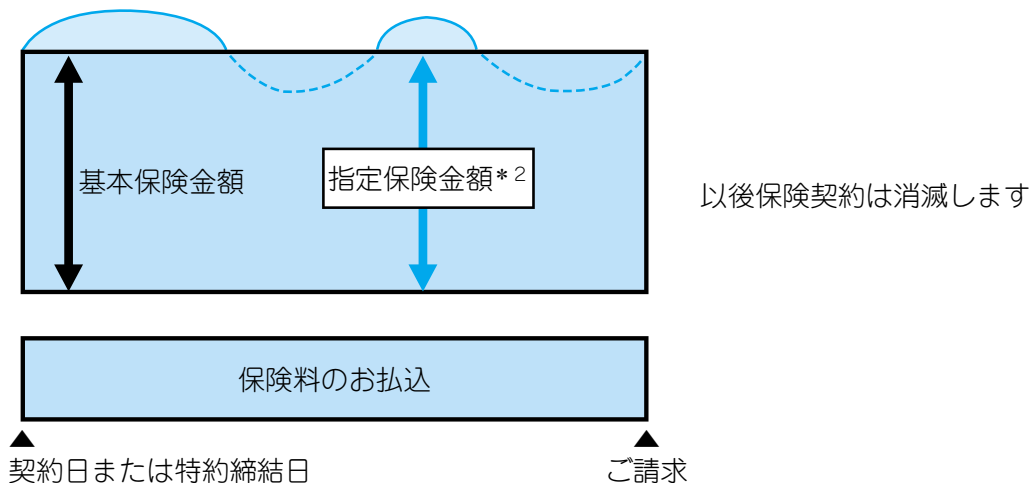 基本保険金額
指定保険金額*2
以後保険契約は消滅します
保険料のお払込
▲
▲
契約日または特約締結日
ご請求